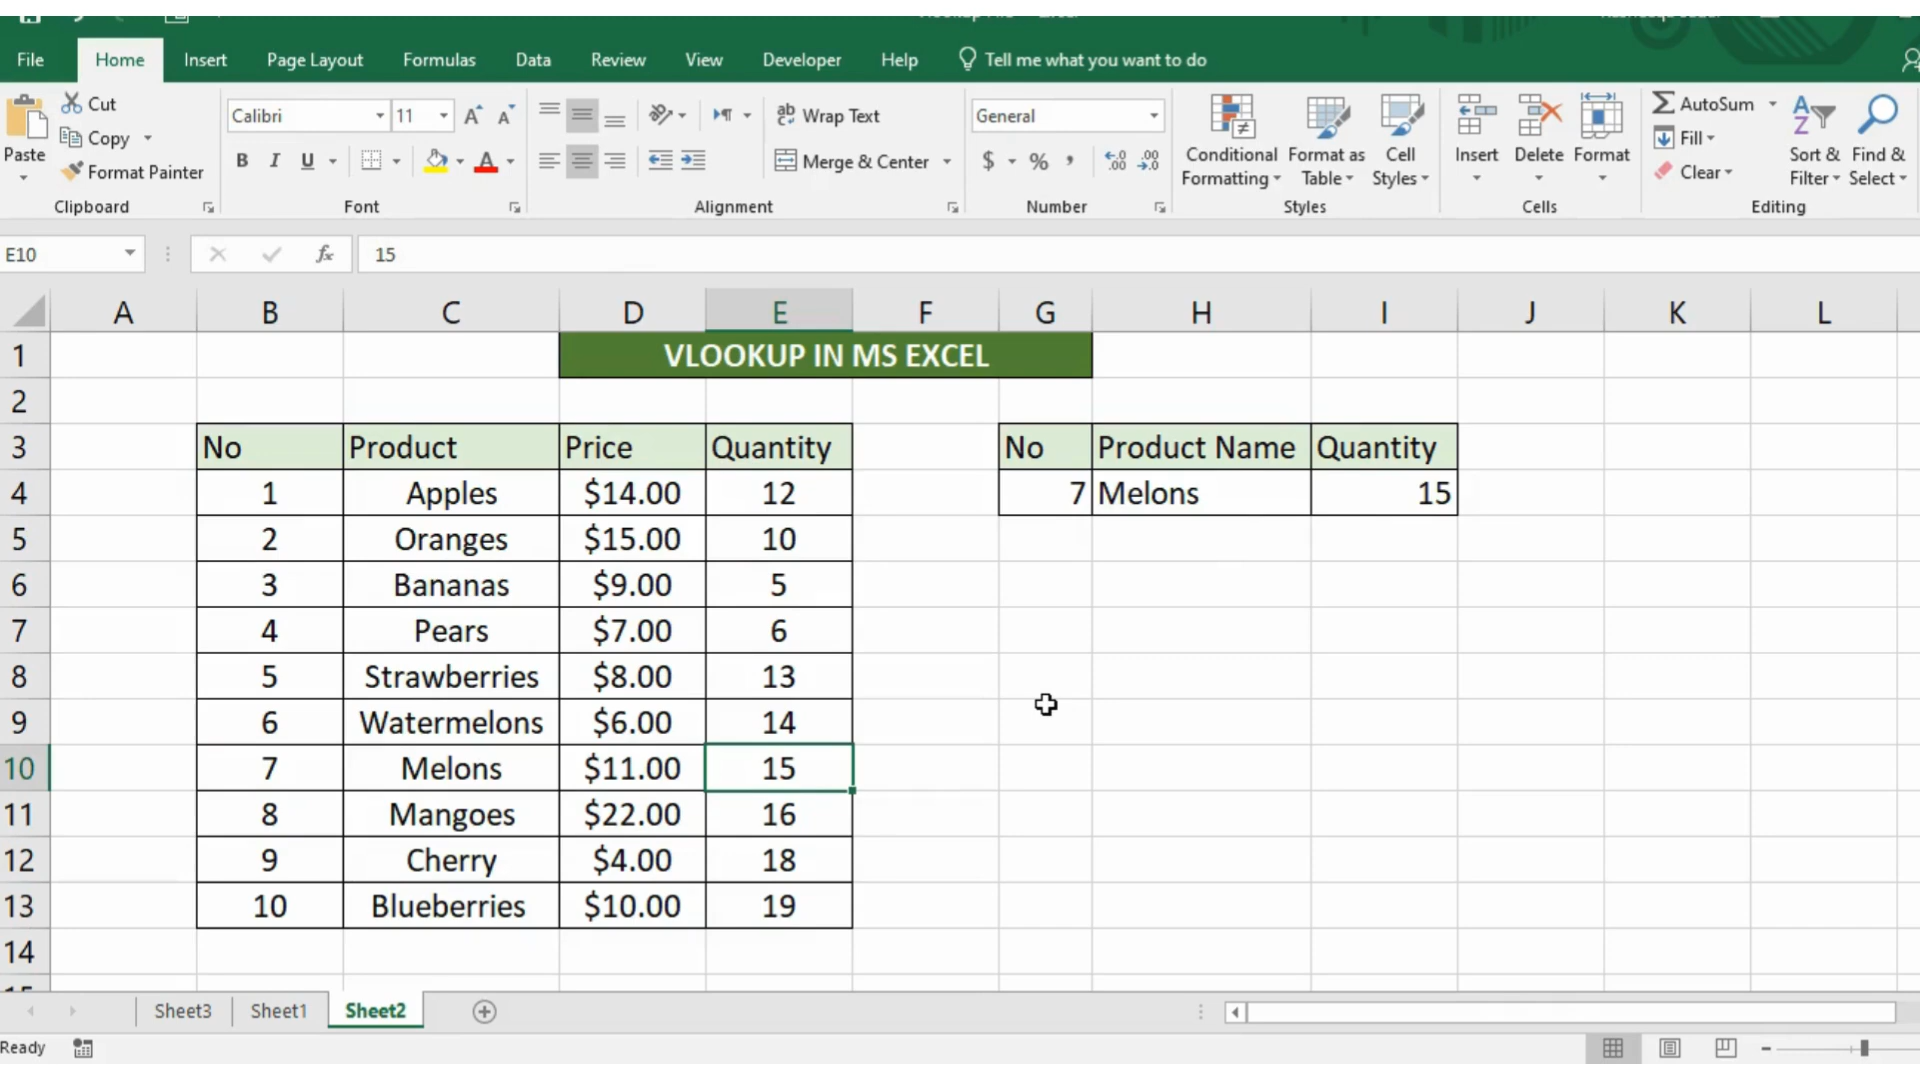 File Home Insert Page Layout Formulas Data Review View Developer Help Tell me what you want to do
Cut
Copy
Format Painter
Paste
Clipboard
Calibri 11
B I U
Font
Wrap Text
Merge & Center
Alignment
General
$ % ,
Number
Conditional Formatting
Format as Table
Cell Styles
Styles
Insert Delete Format
Cells
AutoSum
Fill
Clear
Sort & Filter
Find & Select
Editing
E10 fx 15
A B C D E F G H I J K L
1 VLOOKUP IN MS EXCEL
2
3 No Product Price Quantity No Product Name Quantity
4 1 Apples $14.00 12 7 Melons 15
5 2 Oranges $15.00 10
6 3 Bananas $9.00 5
7 4 Pears $7.00 6
8 5 Strawberries $8.00 13
9 6 Watermelons $6.00 14
10 7 Melons $11.00 15
11 8 Mangoes $22.00 16
12 9 Cherry $4.00 18
13 10 Blueberries $10.00 19
14
Sheet3 Sheet1 Sheet2
Ready